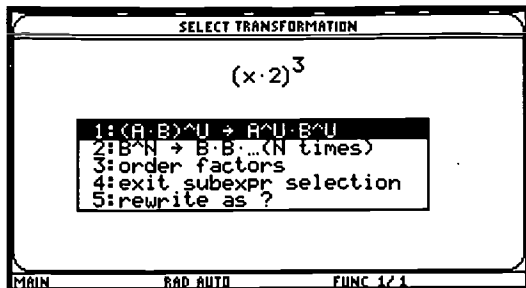 SELECT TRANSFORMATION
(x·2)³
1:(A·B)^U → A^U·B^U
2:B^N → B·B·…(N times)
3:order factors
4:exit subexpr selection
5:rewrite as ?
MAIN RAD AUTO FUNC 1/1